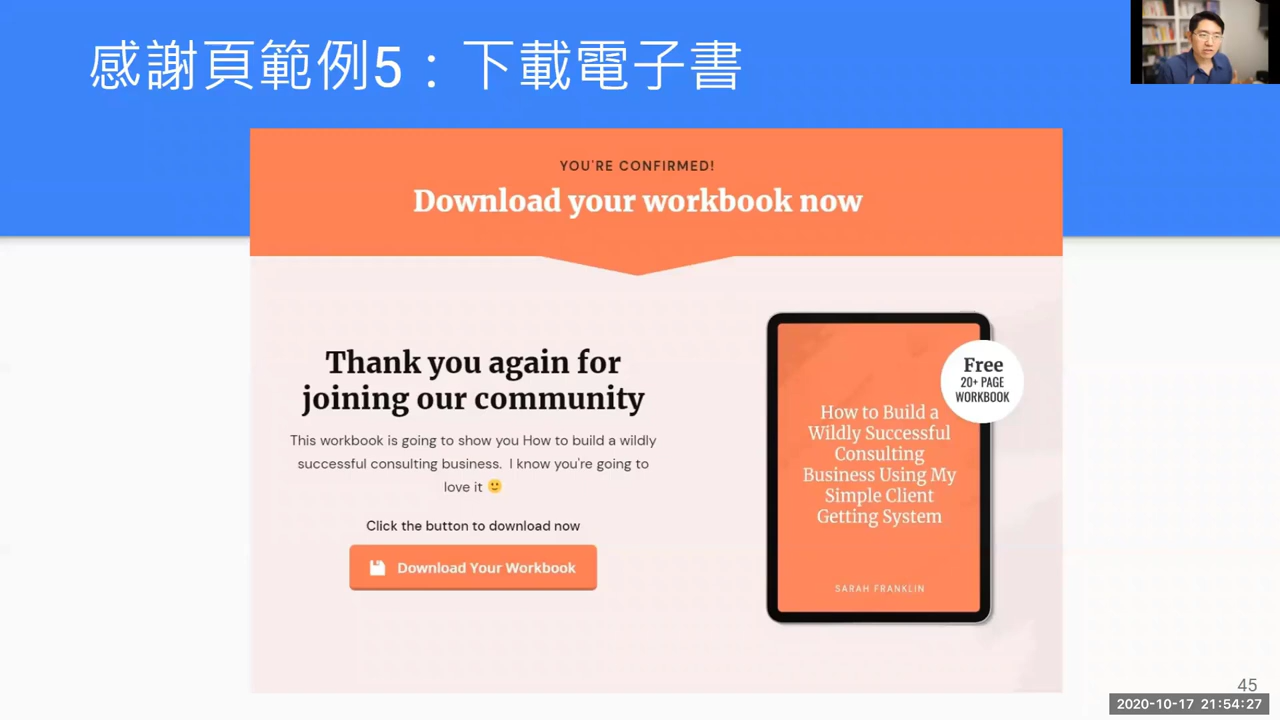 感謝頁範例5：下載電子書
YOU'RE CONFIRMED!
Download your workbook now
Thank you again for
joining our community
This workbook is going to show you How to build a wildly
successful consulting business.  I know you're going to
love it 🙂
Click the button to download now
Download Your Workbook
Free
20+ PAGE
WORKBOOK
How to Build a
Wildly Successful
Consulting
Business Using My
Simple Client
Getting System
SARAH FRANKLIN
45
2020-10-17 21:54:27